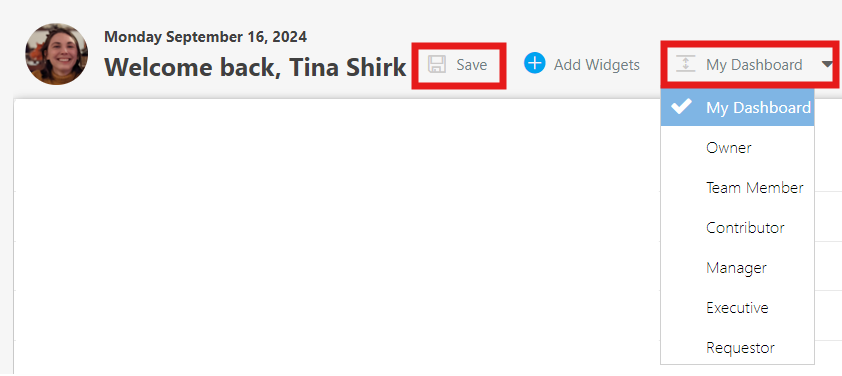 Monday September 16, 2024
Welcome back, Tina Shirk
Save
Add Widgets
My Dashboard
My Dashboard
Owner
Team Member
Contributor
Manager
Executive
Requestor